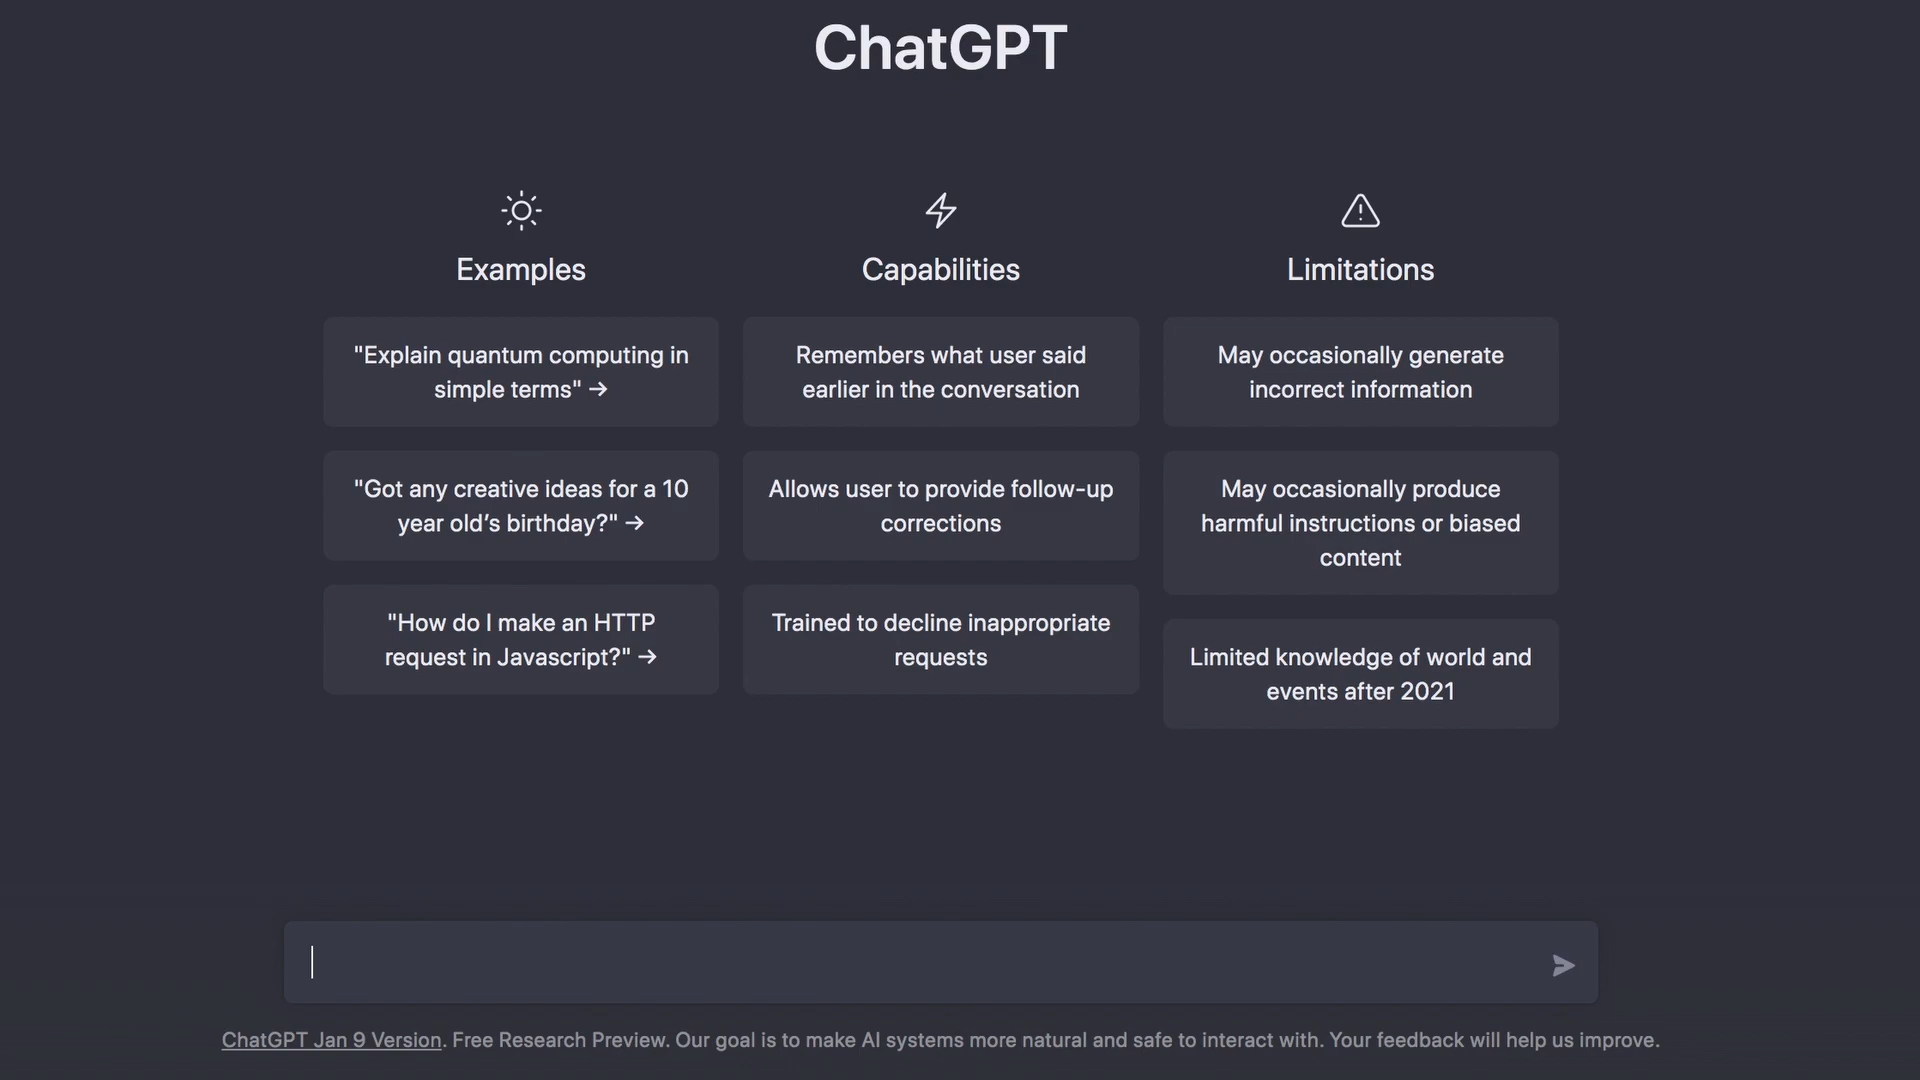 ChatGPT
Examples
"Explain quantum computing in
simple terms" →
"Got any creative ideas for a 10
year old’s birthday?" →
"How do I make an HTTP
request in Javascript?" →
Capabilities
Remembers what user said
earlier in the conversation
Allows user to provide follow-up
corrections
Trained to decline inappropriate
requests
Limitations
May occasionally generate
incorrect information
May occasionally produce
harmful instructions or biased
content
Limited knowledge of world and
events after 2021
ChatGPT Jan 9 Version. Free Research Preview. Our goal is to make AI systems more natural and safe to interact with. Your feedback will help us improve.